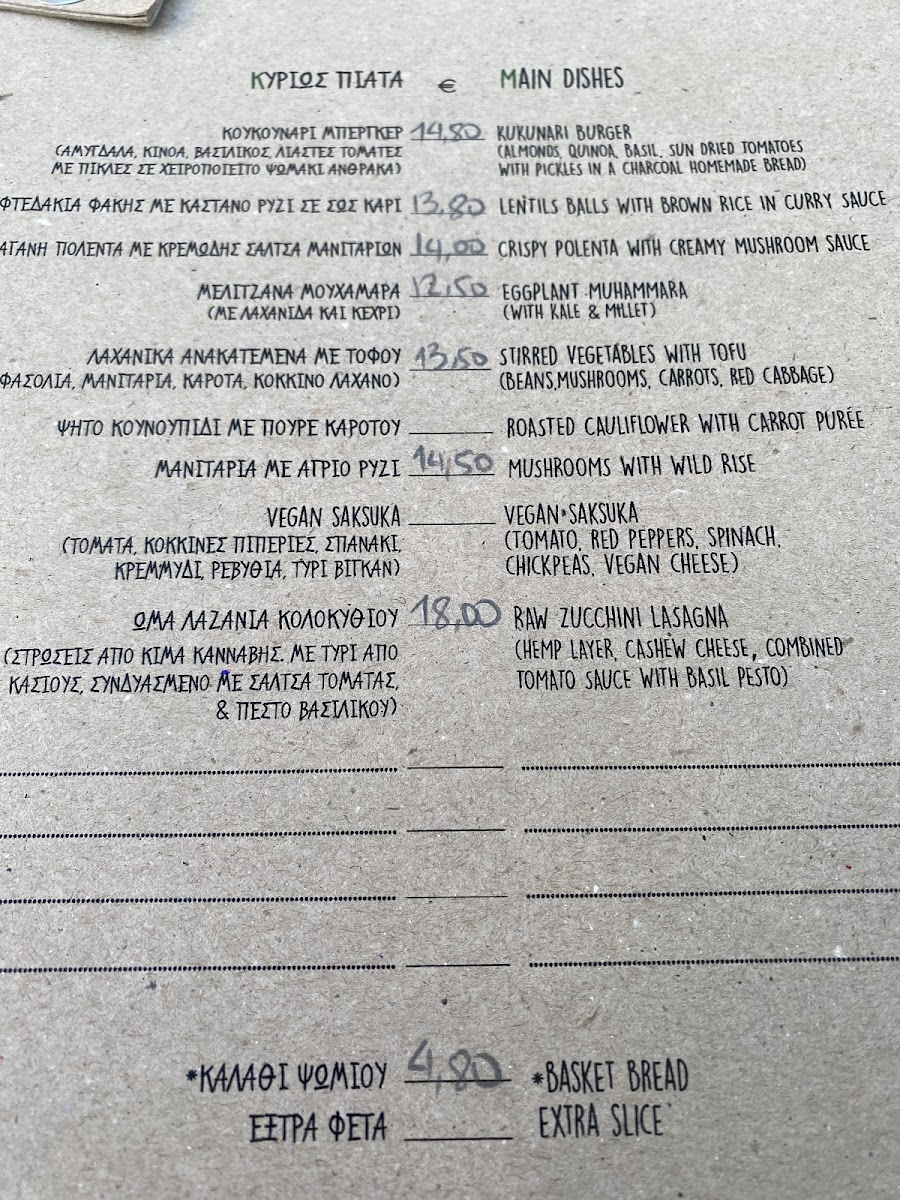 ΚΥΡΙΩΣ ΠΙΑΤΑ € MAIN DISHES
ΚΟΥΚΟΥΝΑΡΙ ΜΠΕΡΓΚΕΡ 14,80 KUKUNARI BURGER
(ΑΜΥΓΔΑΛΑ, ΚΙΝΟΑ, ΒΑΣΙΛΙΚΟΣ, ΛΙΑΣΤΕΣ ΤΟΜΑΤΕΣ (ALMONDS, QUINOA, BASIL, SUN DRIED TOMATOES
ΜΕ ΠΙΚΛΕΣ ΣΕ ΧΕΙΡΟΠΟΙΕΙΤΟ ΨΩΜΑΚΙ ΑΝΘΡΑΚΑ) WITH PICKLES IN A CHARCOAL HOMEMADE BREAD)
ΦΤΕΔΑΚΙΑ ΦΑΚΗΣ ΜΕ ΚΑΣΤΑΝΟ ΡΥΖΙ ΣΕ ΣΩΣ ΚΑΡΙ 13,80 LENTILS BALLS WITH BROWN RICE IN CURRY SAUCE
ΑΓΑΝΗ ΠΟΛΕΝΤΑ ΜΕ ΚΡΕΜΩΔΗΣ ΣΑΛΤΣΑ ΜΑΝΙΤΑΡΙΩΝ 14,00 CRISPY POLENTA WITH CREAMY MUSHROOM SAUCE
ΜΕΛΙΤΖΑΝΑ ΜΟΥΧΑΜΑΡΑ 12,50 EGGPLANT MUHAMMARA
(ΜΕ ΛΑΧΑΝΙΔΑ ΚΑΙ ΚΕΧΡΙ) (WITH KALE & MILLET)
ΛΑΧΑΝΙΚΑ ΑΝΑΚΑΤΕΜΕΝΑ ΜΕ ΤΟΦΟΥ 13,50 STIRRED VEGETABLES WITH TOFU
ΦΑΣΟΛΙΑ, ΜΑΝΙΤΑΡΙΑ, ΚΑΡΟΤΑ, ΚΟΚΚΙΝΟ ΛΑΧΑΝΟ) (BEANS,MUSHROOMS, CARROTS, RED CABBAGE)
ΨΗΤΟ ΚΟΥΝΟΥΠΙΔΙ ΜΕ ΠΟΥΡΕ ΚΑΡΟΤΟΥ ROASTED CAULIFLOWER WITH CARROT PURÉE
ΜΑΝΙΤΑΡΙΑ ΜΕ ΑΓΡΙΟ ΡΥΖΙ 14,50 MUSHROOMS WITH WILD RISE
VEGAN SAKSUKA VEGAN SAKSUKA
(ΤΟΜΑΤΑ, ΚΟΚΚΙΝΕΣ ΠΙΠΕΡΙΕΣ, ΣΠΑΝΑΚΙ, (TOMATO, RED PEPPERS, SPINACH,
ΚΡΕΜΜΥΔΙ, ΡΕΒΥΘΙΑ, ΤΥΡΙ ΒΙΓΚΑΝ) CHICKPEAS, VEGAN CHEESE)
ΩΜΑ ΛΑΖΑΝΙΑ ΚΟΛΟΚΥΘΙΟΥ 18,00 RAW ZUCCHINI LASAGNA
(ΣΤΡΩΣΕΙΣ ΑΠΟ ΚΙΜΑ ΚΑΝΝΑΒΗΣ. ΜΕ ΤΥΡΙ ΑΠΟ (HEMP LAYER, CASHEW CHEESE, COMBINED
ΚΑΣΙΟΥΣ, ΣΥΝΔΥΑΣΜΕΝΟ ΜΕ ΣΑΛΤΣΑ ΤΟΜΑΤΑΣ, TOMATO SAUCE WITH BASIL PESTO)
& ΠΕΣΤΟ ΒΑΣΙΛΙΚΟΥ)
*ΚΑΛΑΘΙ ΨΩΜΙΟΥ 4,80 *BASKET BREAD
ΕΞΤΡΑ ΦΕΤΑ EXTRA SLICE